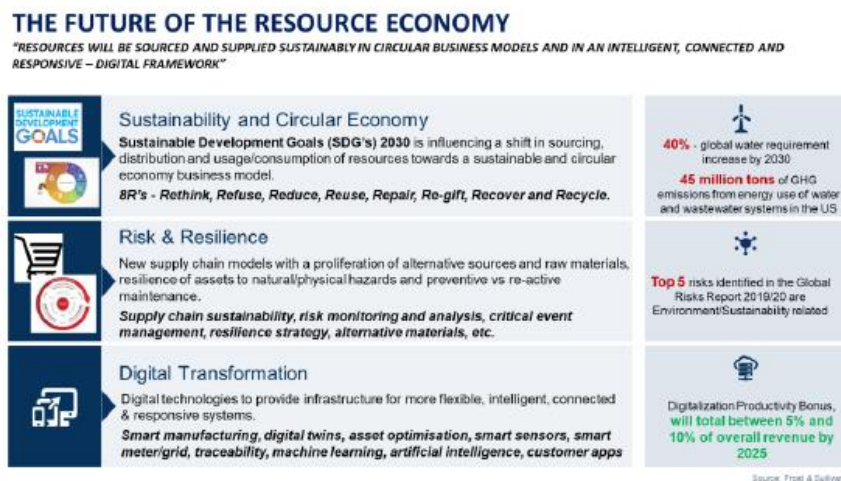 THE FUTURE OF THE RESOURCE ECONOMY
"RESOURCES WILL BE SOURCED AND SUPPLIED SUSTAINABLY IN CIRCULAR BUSINESS MODELS AND IN AN INTELLIGENT, CONNECTED AND
RESPONSIVE – DIGITAL FRAMEWORK"
SUSTAINABLE
DEVELOPMENT
GOALS
Sustainability and Circular Economy
Sustainable Development Goals (SDG's) 2030 is influencing a shift in sourcing,
distribution and usage/consumption of resources towards a sustainable and circular
economy business model.
8R's - Rethink, Refuse, Reduce, Reuse, Repair, Re-gift, Recover and Recycle.
40% - global water requirement
increase by 2030
45 million tons of GHG
emissions from energy use of water
and wastewater systems in the US
Risk & Resilience
New supply chain models with a proliferation of alternative sources and raw materials,
resilience of assets to natural/physical hazards and preventive vs re-active
maintenance.
Supply chain sustainability, risk monitoring and analysis, critical event
management, resilience strategy, alternative materials, etc.
Top 5 risks identified in the Global
Risks Report 2019/20 are
Environment/Sustainability related
Digital Transformation
Digital technologies to provide infrastructure for more flexible, intelligent, connected
& responsive systems.
Smart manufacturing, digital twins, asset optimisation, smart sensors, smart
meter/grid, traceability, machine learning, artificial intelligence, customer apps
Digitalization Productivity Bonus,
will total between 5% and
10% of overall revenue by
2025
Source: Frost & Sullivan